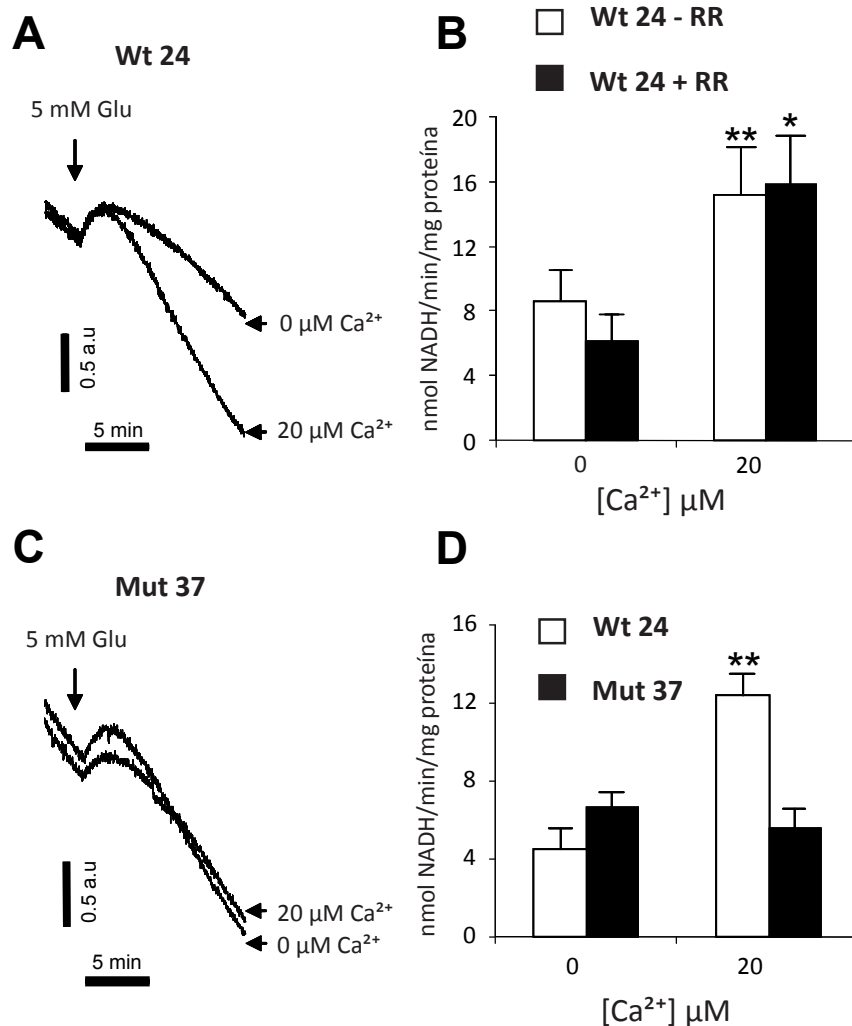 A
Wt 24
5 mM Glu
0 µM Ca²⁺
0.5 a.u
20 µM Ca²⁺
5 min
B
Wt 24 - RR
Wt 24 + RR
nmol NADH/min/mg proteína
20
16
12
8
4
0
**
*
0
20
[Ca²⁺] µM
C
Mut 37
5 mM Glu
0.5 a.u
20 µM Ca²⁺
0 µM Ca²⁺
5 min
D
Wt 24
Mut 37
nmol NADH/min/mg proteína
16
12
8
4
0
**
0
20
[Ca²⁺] µM